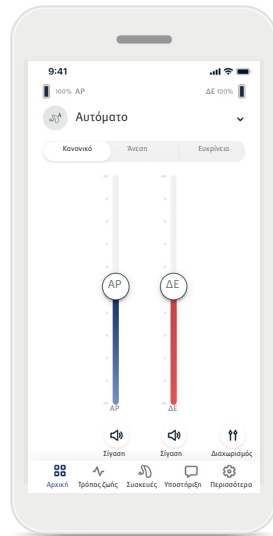 9:41
100% ΑΡ ΔΕ 100%
Αυτόματο
Κανονικό Άνεση Ευκρίνεια
ΑΡ ΔΕ
ΑΡ ΔΕ
Σίγαση Σίγαση Διαχωρισμός
Αρχική Τρόπος ζωής Συσκευές Υποστήριξη Περισσότερα